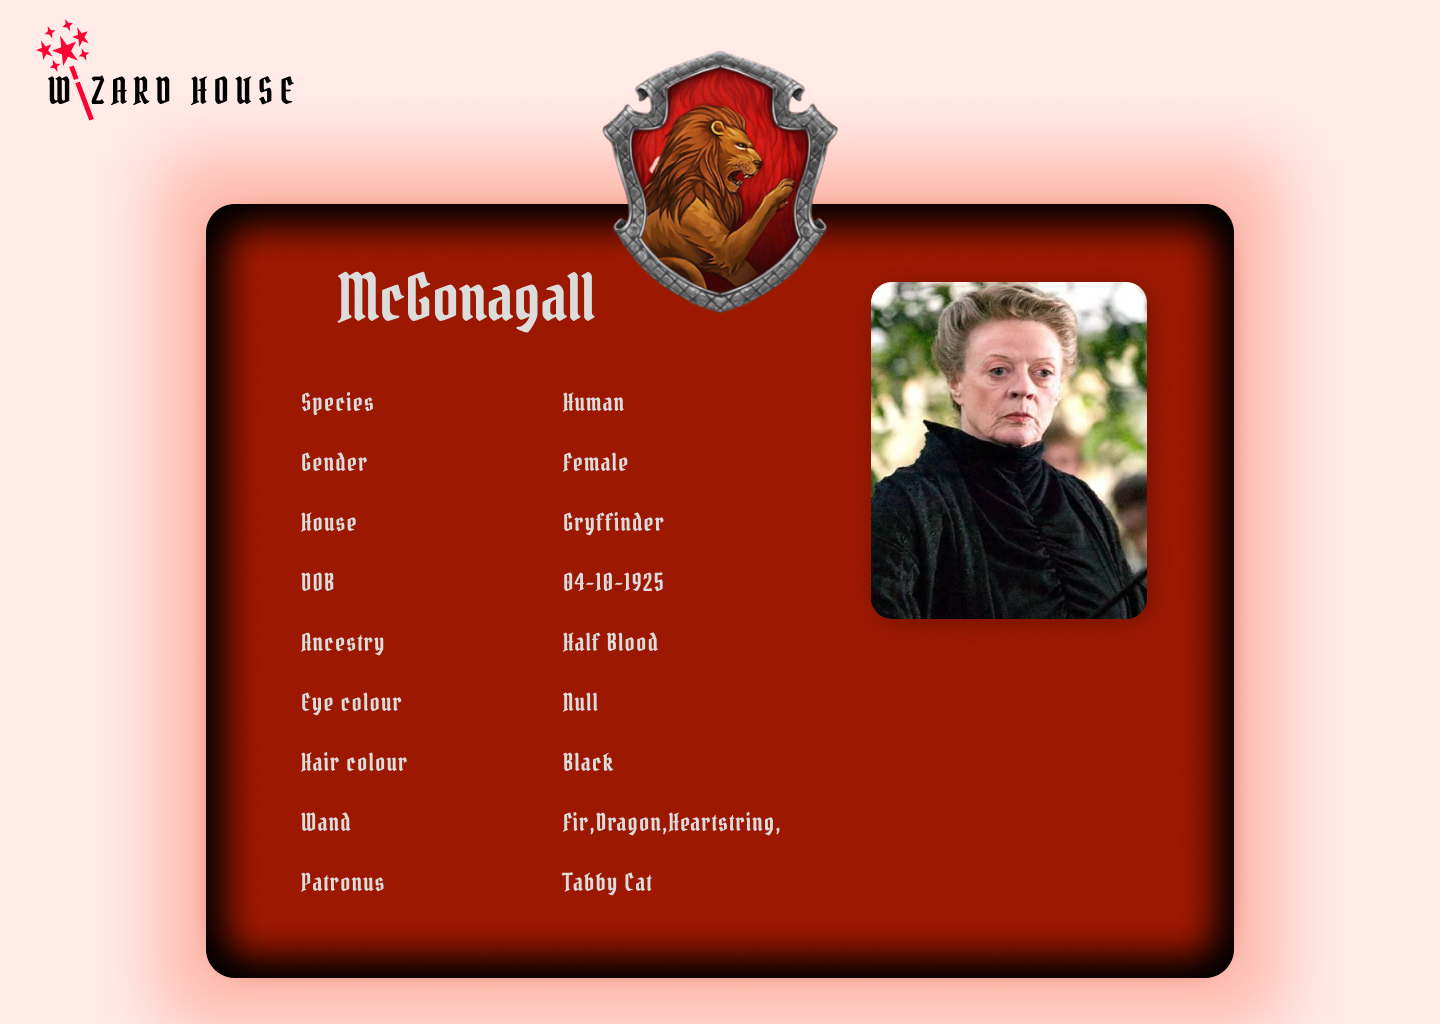 WIZARD HOUSE
McGonagall
Species Human
Gender Female
House Gryffinder
DOB 04-10-1925
Ancestry Half Blood
Eye colour Null
Hair colour Black
Wand Fir,Dragon,Heartstring,
Patronus Tabby Cat